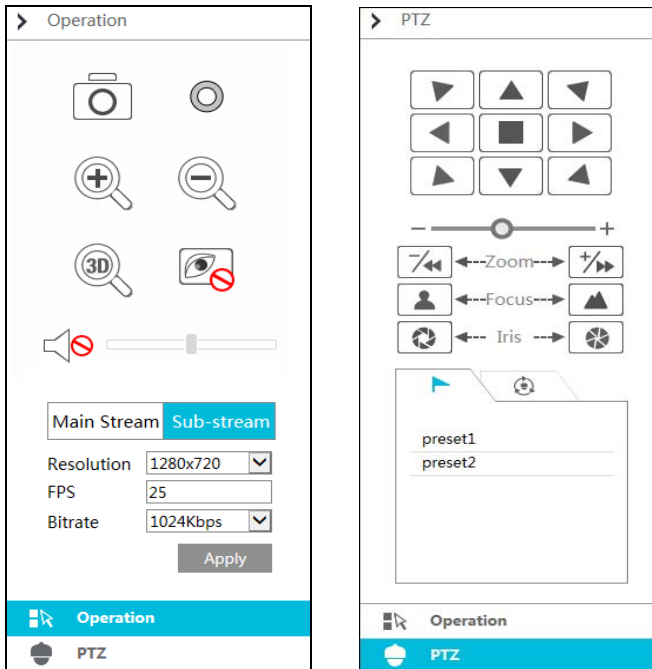 Operation
3D
Main Stream Sub-stream
Resolution 1280x720
FPS 25
Bitrate 1024Kbps
Apply
Operation
PTZ
PTZ
− +
−/ Zoom +/
Focus
Iris
preset1
preset2
Operation
PTZ